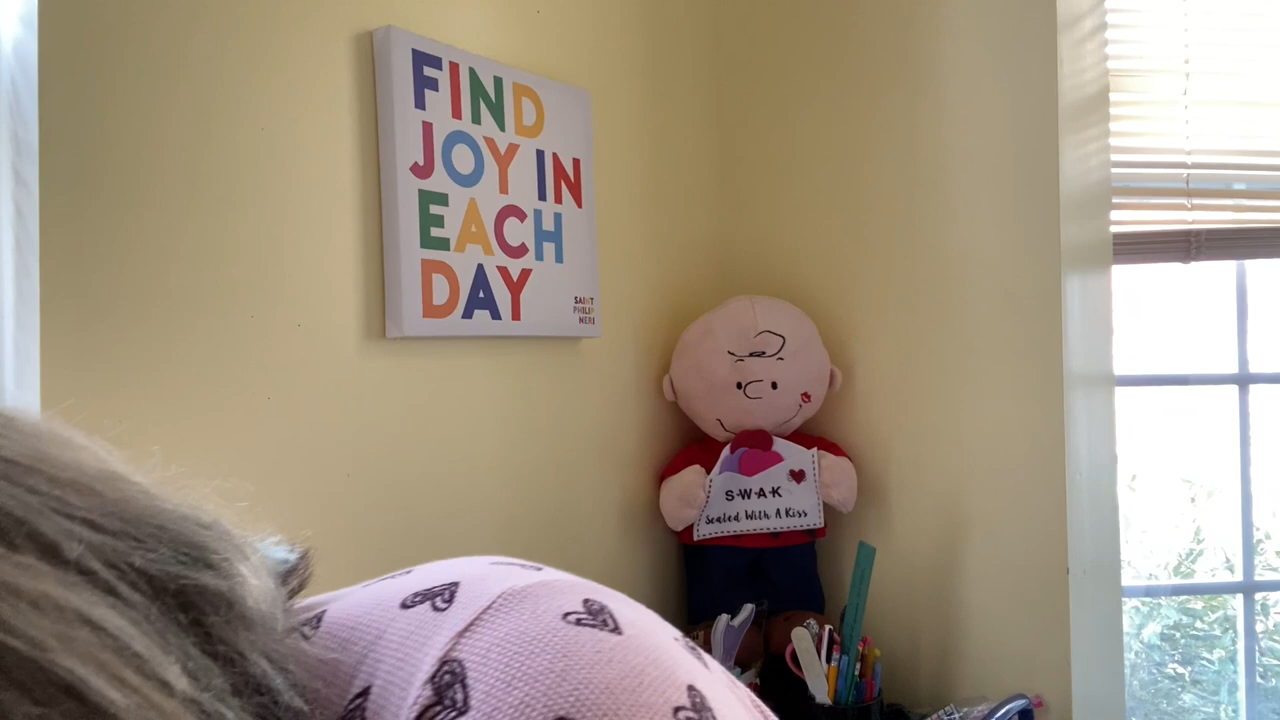 FIND
JOY IN
EACH
DAY
SAINT
PHILIP
NERI
S·W·A·K
Sealed With A Kiss